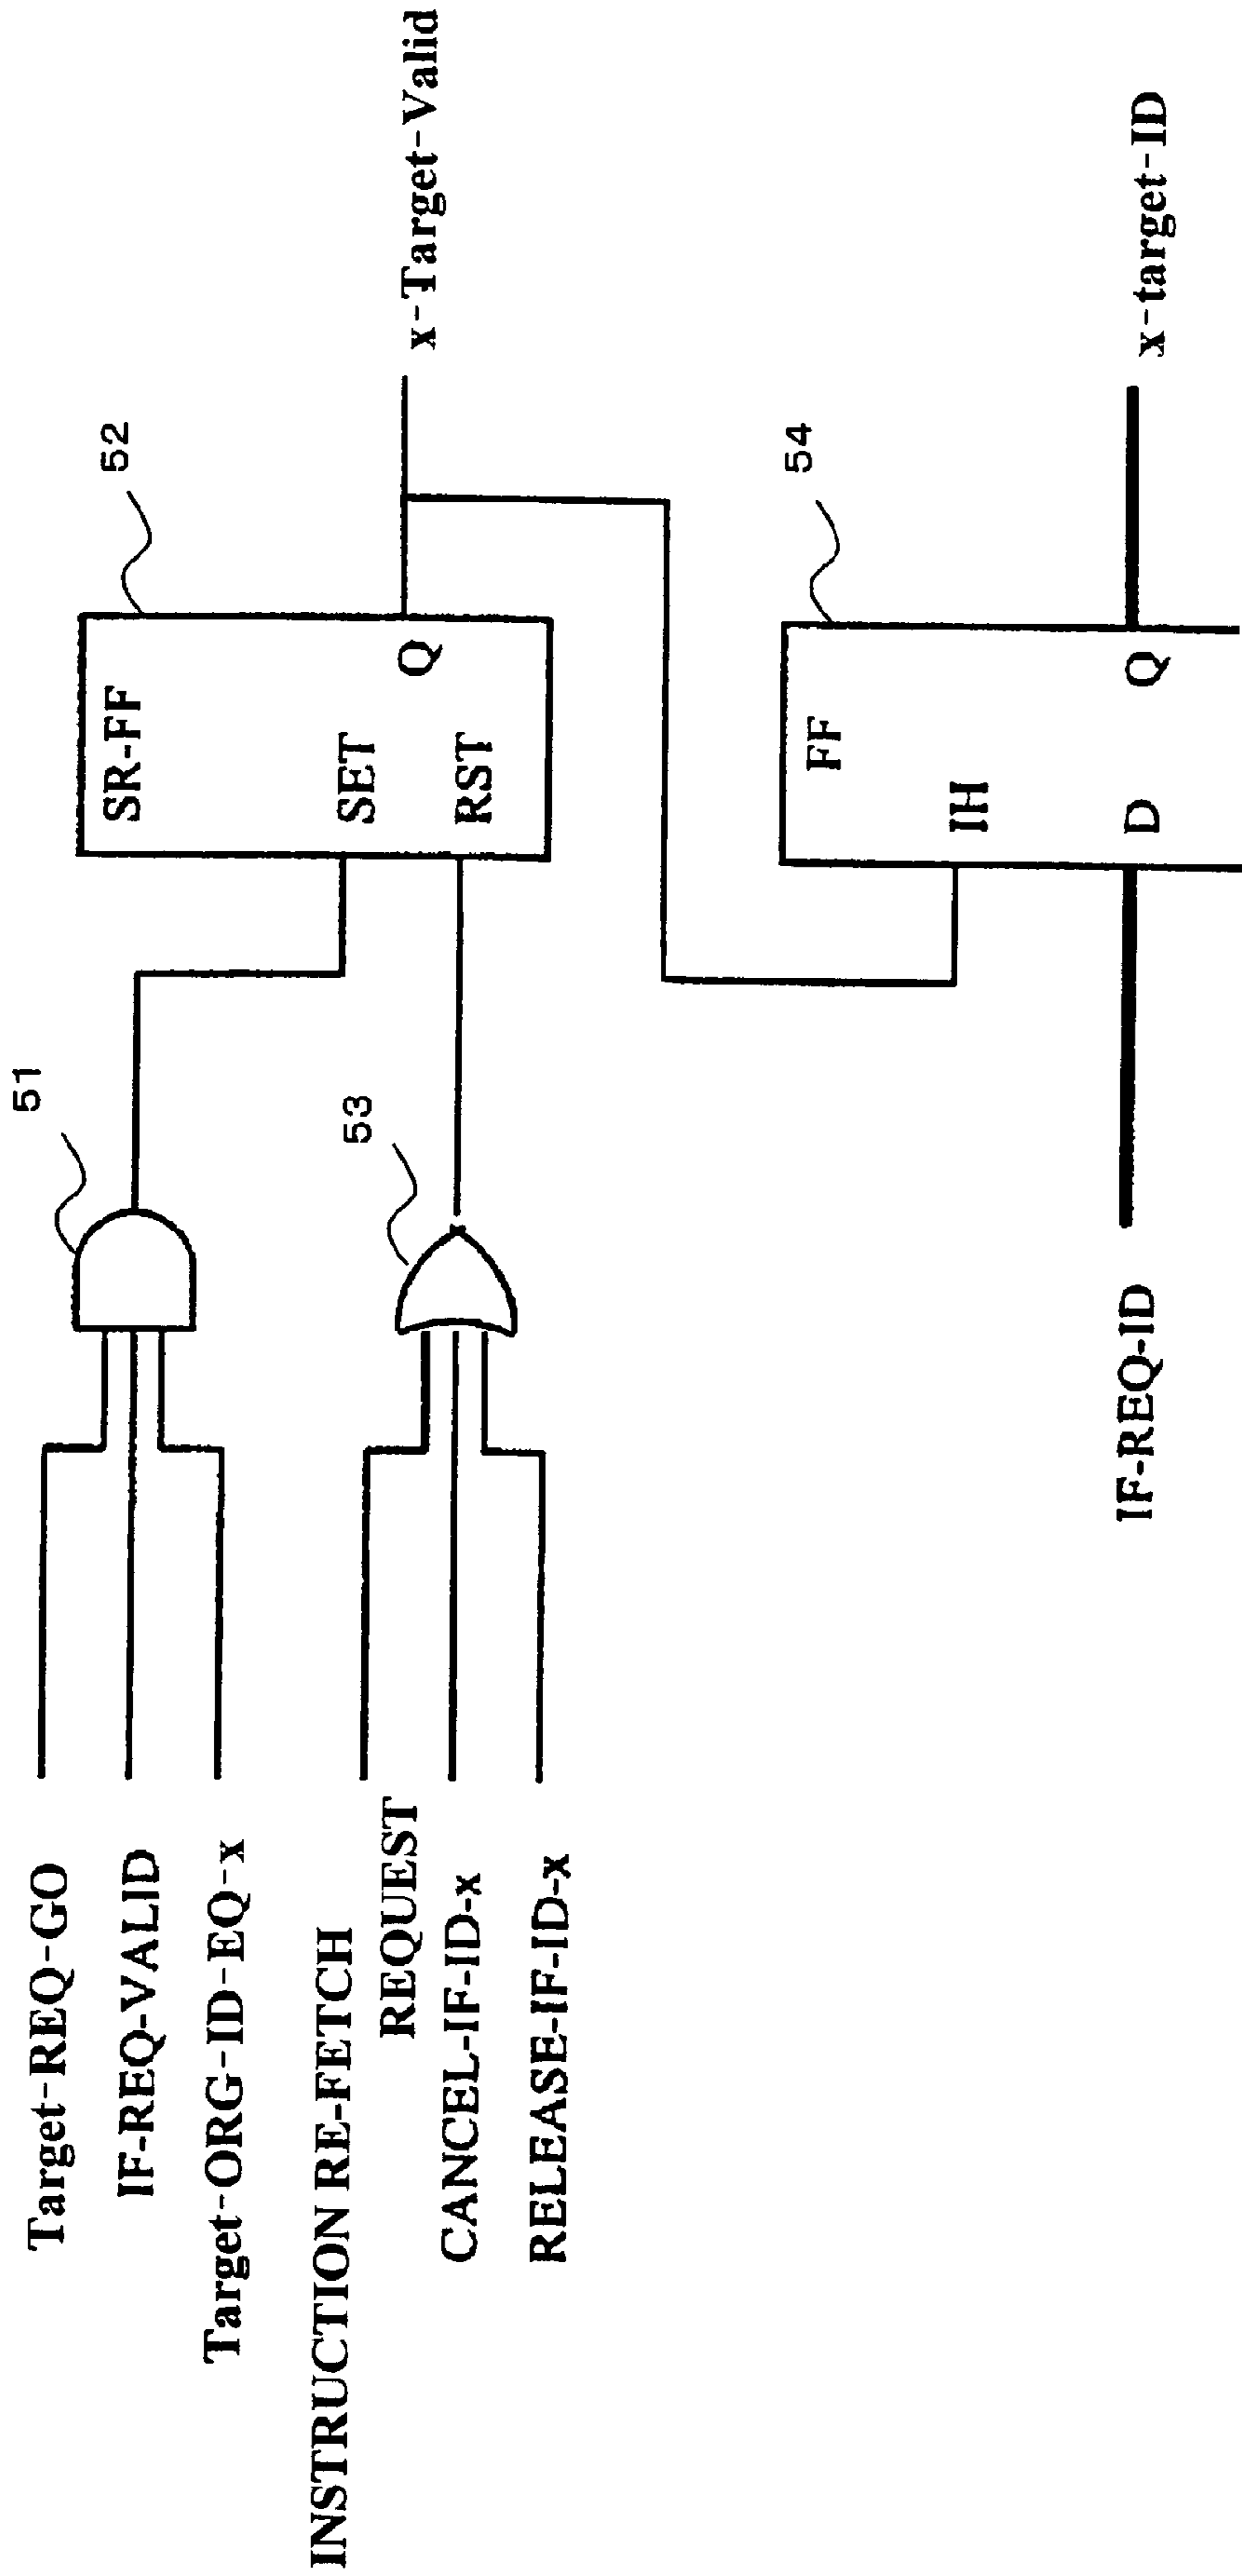 Target-REQ-GO
IF-REQ-VALID
Target-ORG-ID-EQ-x
51
INSTRUCTION RE-FETCH
REQUEST
CANCEL-IF-ID-x
RELEASE-IF-ID-x
53
SR-FF
SET
RST
Q
52
x-Target-Valid
IF-REQ-ID
FF
IH
D
Q
54
x-target-ID